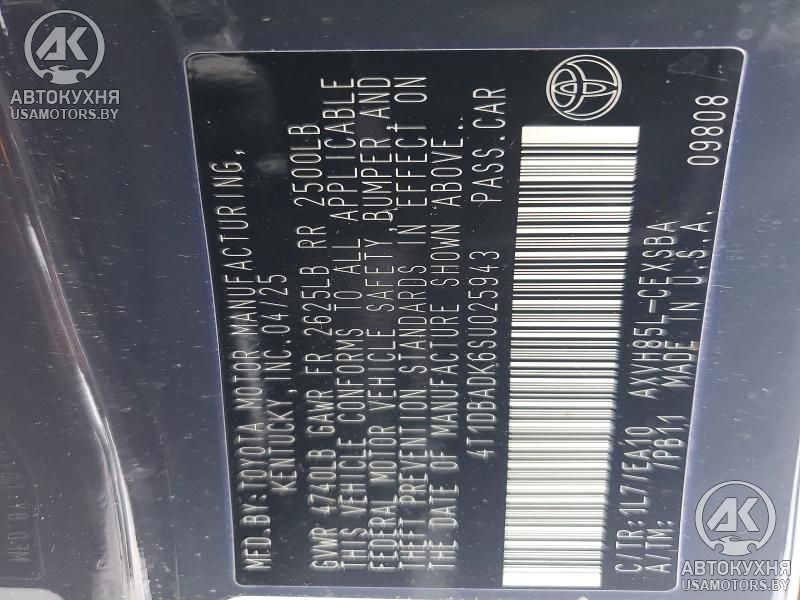 AK
АВТОКУХНЯ
USAMOTORS.BY
MFD.BY:TOYOTA MOTOR MANUFACTURING,
KENTUCKY, INC.04/25
GVWR 4740LB GAWR FR 2625LB RR 2500LB
THIS VEHICLE CONFORMS TO ALL APPLICABLE
FEDERAL MOTOR VEHICLE SAFETY, BUMPER, AND
THEFT PREVENTION STANDARDS IN EFFECT ON
THE DATE OF MANUFACTURE SHOWN ABOVE.
4T1DBADK6SU025943 PASS.CAR
C/TR:1L7/EA10 AXVH85L-CEXSBA
A/TM: /PB11 MADE IN U.S.A.
09808
AK
АВТОКУХНЯ
USAMOTORS.BY